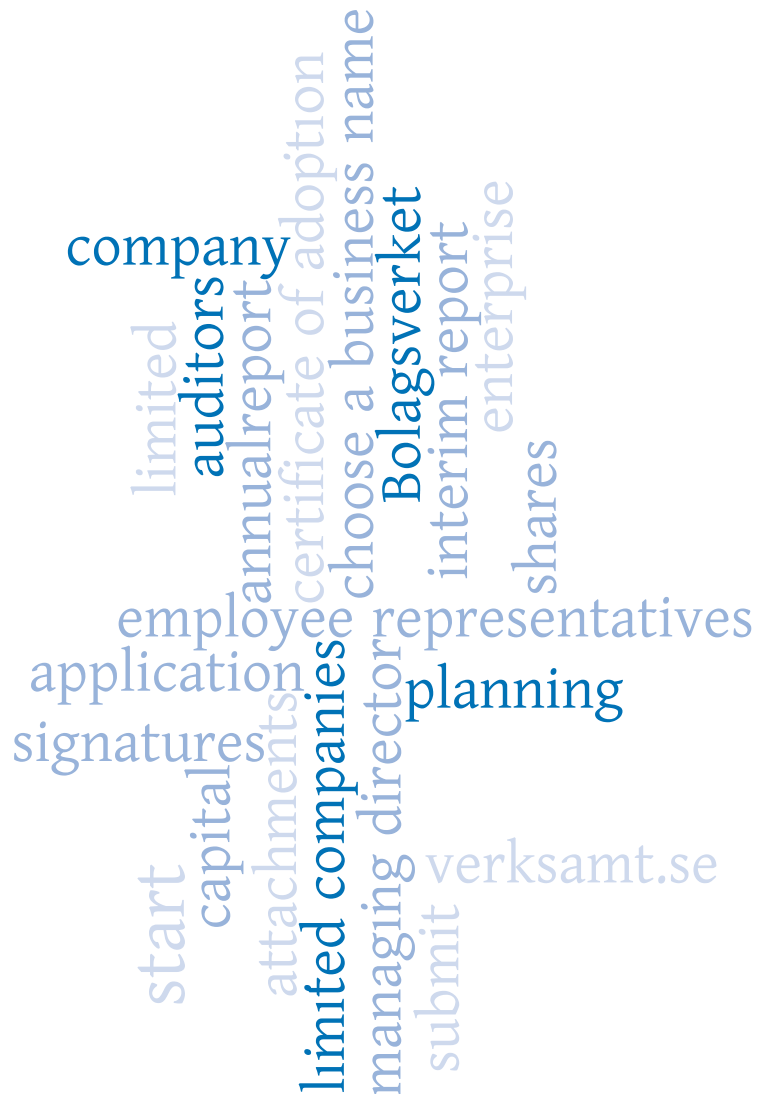 company
limited
auditors
annualreport
certificate of adoption
choose a business name
Bolagsverket
interim report
enterprise
shares
employee representatives
application
planning
signatures
start
capital
attachments
limited companies
managing director
verksamt.se
submit